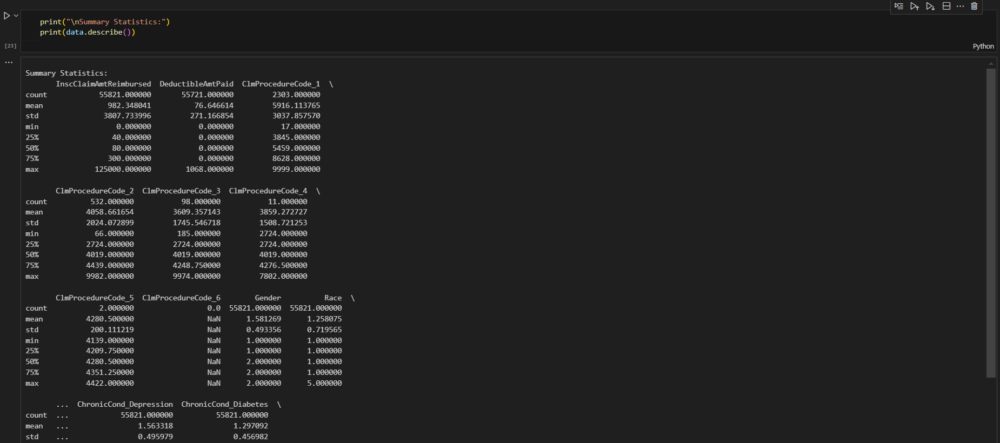 print("\nSummary Statistics:")
print(data.describe())
[23]
Python
...
Summary Statistics:
       InscClaimAmtReimbursed  DeductibleAmtPaid  ClmProcedureCode_1  \
count            55821.000000       55721.000000         2303.000000
mean               982.348041          76.646614         5916.113765
std               3807.733996         271.166854         3037.857570
min                  0.000000           0.000000           17.000000
25%                 40.000000           0.000000         3845.000000
50%                 80.000000           0.000000         5459.000000
75%                300.000000           0.000000         8628.000000
max             125000.000000        1068.000000         9999.000000
       ClmProcedureCode_2  ClmProcedureCode_3  ClmProcedureCode_4  \
count          532.000000           98.000000           11.000000
mean          4058.661654         3609.357143         3859.272727
std           2024.072899         1745.546718         1508.721253
min             66.000000          185.000000         2724.000000
25%           2724.000000         2724.000000         2724.000000
50%           4019.000000         4019.000000         4019.000000
75%           4439.000000         4248.750000         4276.500000
max           9982.000000         9974.000000         7802.000000
       ClmProcedureCode_5  ClmProcedureCode_6        Gender          Race  \
count            2.000000                 0.0  55821.000000  55821.000000
mean          4280.500000                 NaN      1.581269      1.258075
std            200.111219                 NaN      0.493356      0.719565
min           4139.000000                 NaN      1.000000      1.000000
25%           4209.750000                 NaN      1.000000      1.000000
50%           4280.500000                 NaN      2.000000      1.000000
75%           4351.250000                 NaN      2.000000      1.000000
max           4422.000000                 NaN      2.000000      5.000000
       ...  ChronicCond_Depression  ChronicCond_Diabetes  \
count  ...            55821.000000          55821.000000
mean   ...                1.563318              1.297092
std    ...                0.495979              0.456982